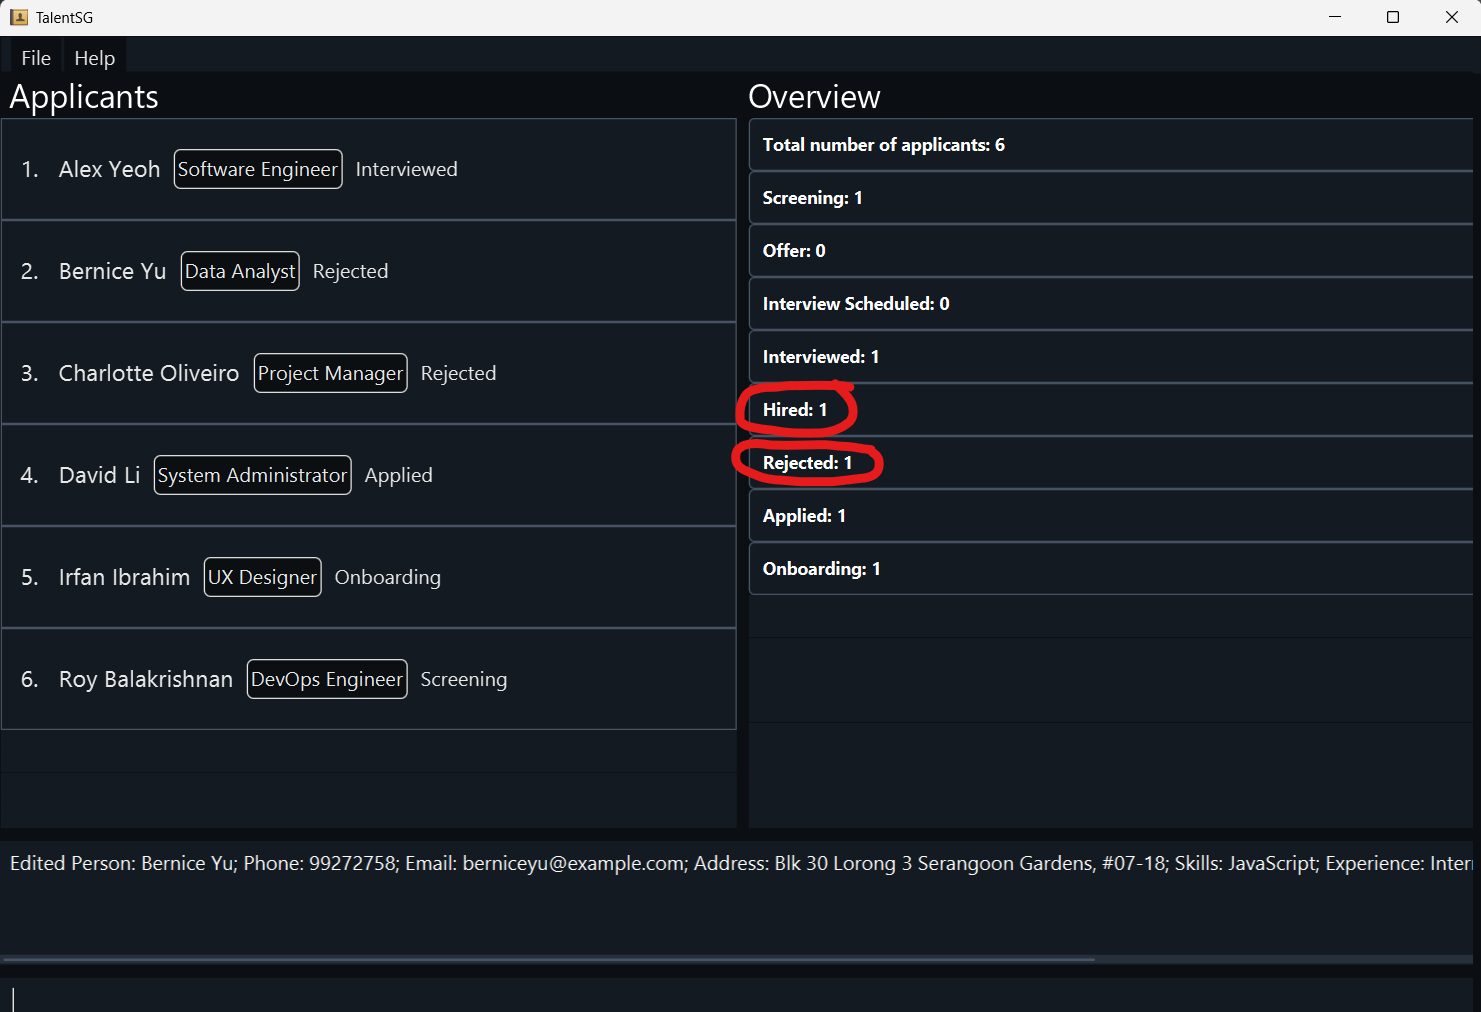 TalentSG
File Help
Applicants
1. Alex Yeoh Software Engineer Interviewed
2. Bernice Yu Data Analyst Rejected
3. Charlotte Oliveiro Project Manager Rejected
4. David Li System Administrator Applied
5. Irfan Ibrahim UX Designer Onboarding
6. Roy Balakrishnan DevOps Engineer Screening
Overview
Total number of applicants: 6
Screening: 1
Offer: 0
Interview Scheduled: 0
Interviewed: 1
Hired: 1
Rejected: 1
Applied: 1
Onboarding: 1
Edited Person: Bernice Yu; Phone: 99272758; Email: berniceyu@example.com; Address: Blk 30 Lorong 3 Serangoon Gardens, #07-18; Skills: JavaScript; Experience: